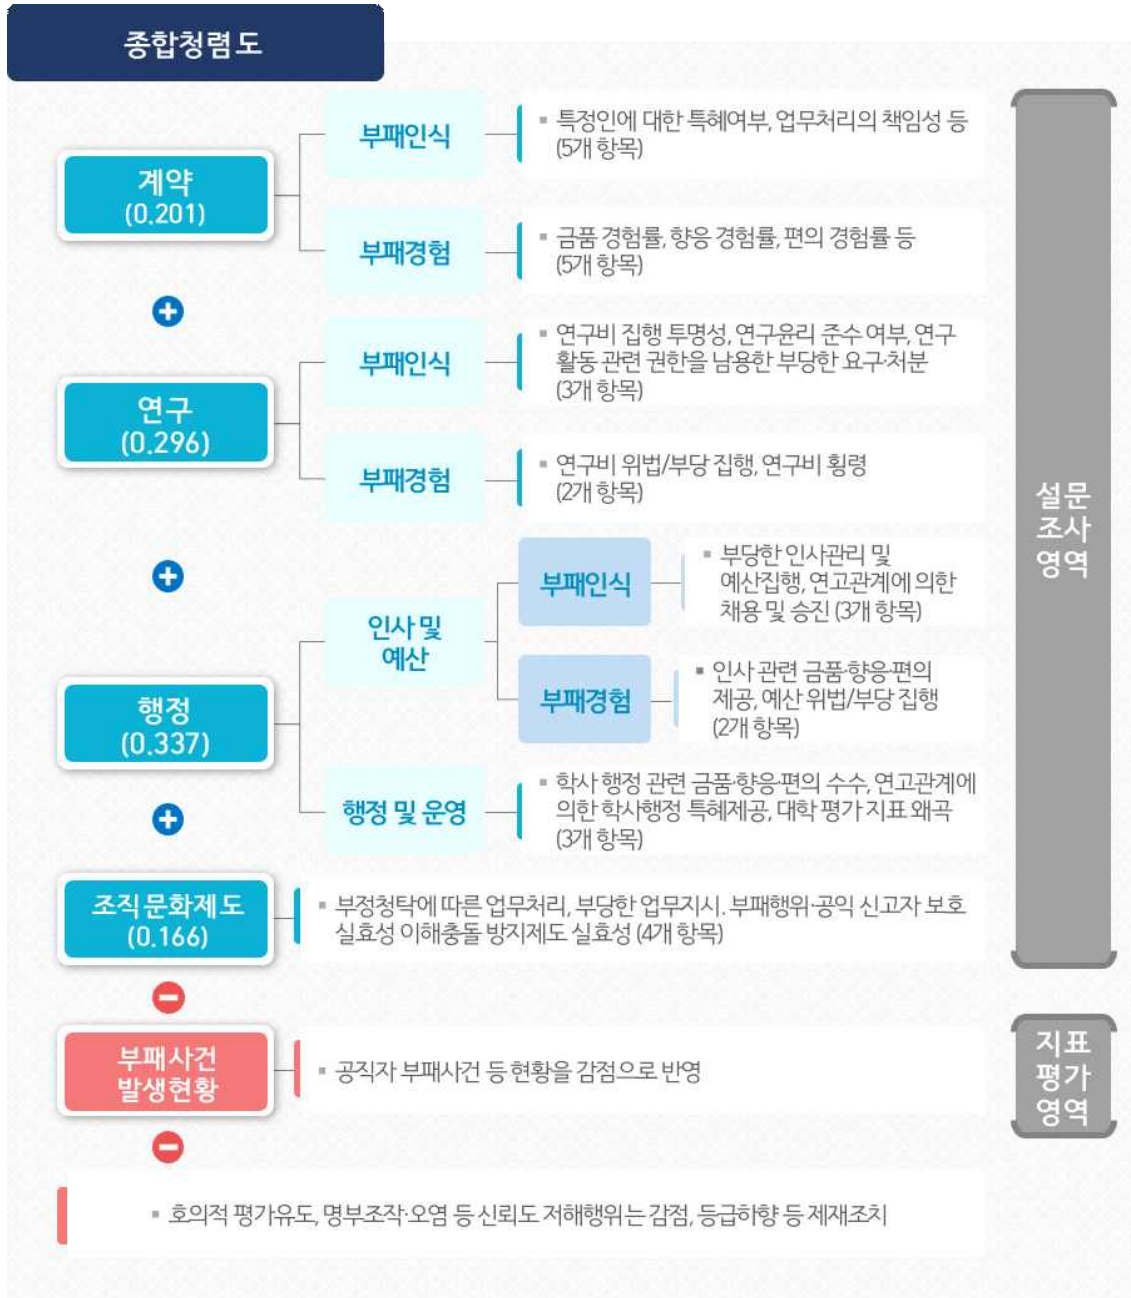 종합청렴도
계약
(0.201)
부패인식
▪ 특정인에 대한 특혜여부, 업무처리의 책임성 등
(5개 항목)
부패경험
▪ 금품 경험률, 향응 경험률, 편의 경험률 등
(5개 항목)
연구
(0.296)
부패인식
▪ 연구비 집행 투명성, 연구윤리 준수 여부, 연구
활동 관련 권한을 남용한 부당한 요구·처분
(3개 항목)
부패경험
▪ 연구비 위법/부당 집행, 연구비 횡령
(2개 항목)
행정
(0.337)
인사 및
예산
부패인식
▪ 부당한 인사관리 및
예산집행, 연고관계에 의한
채용 및 승진 (3개 항목)
부패경험
▪ 인사 관련 금품·향응·편의
제공, 예산 위법/부당 집행
(2개 항목)
행정 및 운영
▪ 학사 행정 관련 금품·향응·편의 수수, 연고관계에
의한 학사행정 특혜제공, 대학 평가 지표 왜곡
(3개 항목)
조직문화제도
(0.166)
▪ 부정청탁에 따른 업무처리, 부당한 업무지시. 부패행위·공익 신고자 보호
실효성 이해충돌 방지제도 실효성 (4개 항목)
설문
조사
영역
부패사건
발생현황
▪ 공직자 부패사건 등 현황을 감점으로 반영
지표
평가
영역
▪ 호의적 평가유도, 명부조작·오염 등 신뢰도 저해행위는 감점, 등급하향 등 제재조치